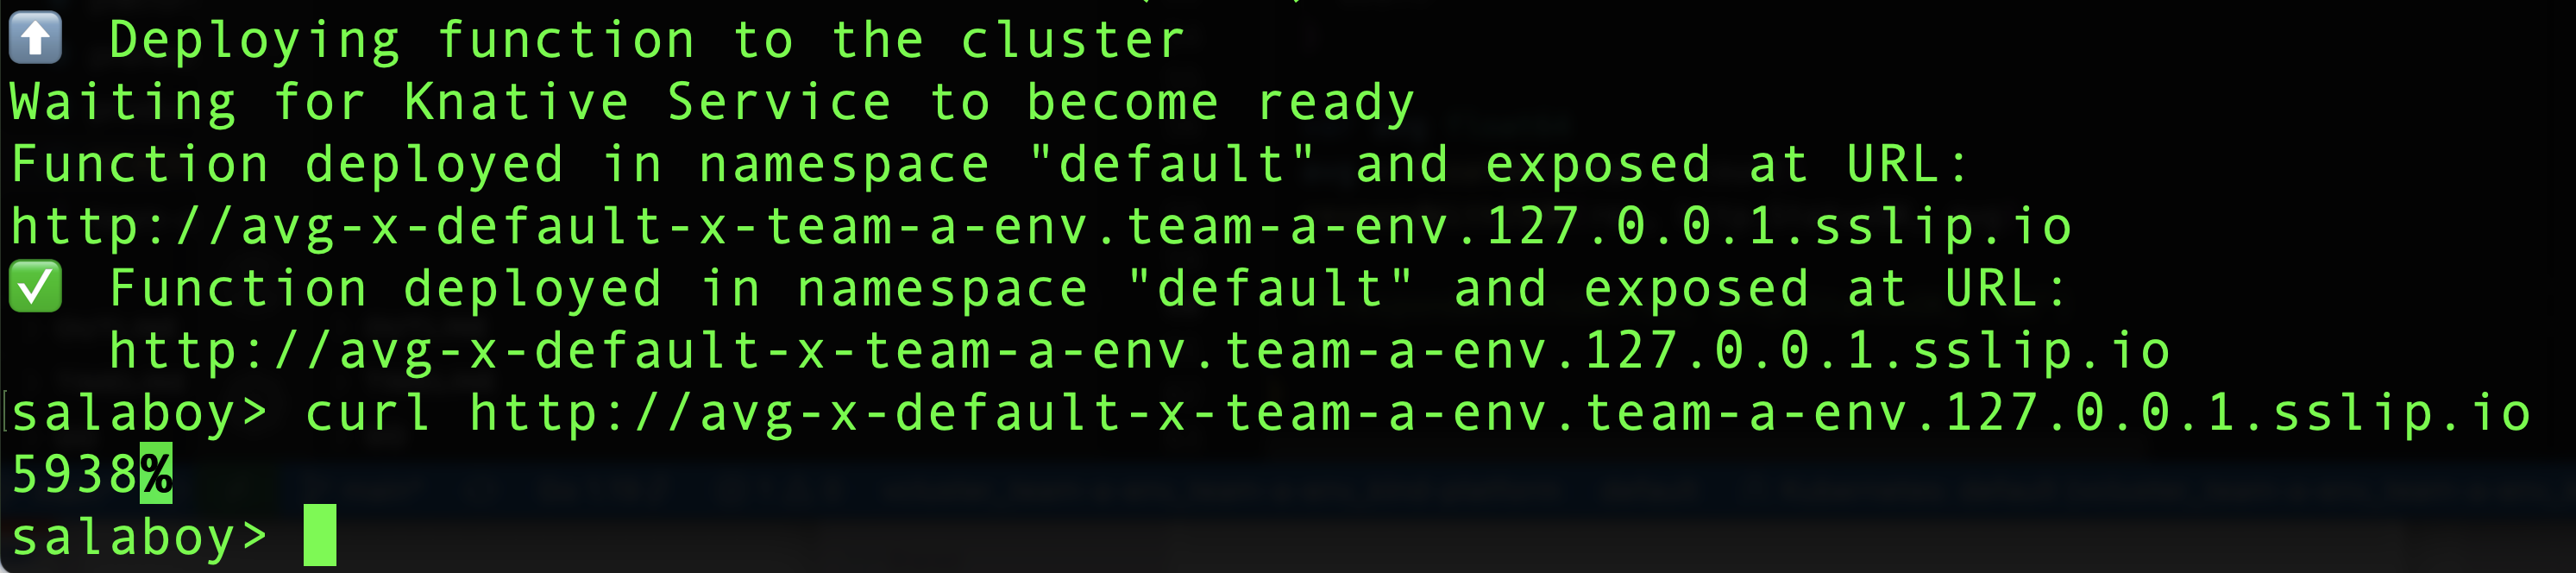 ⬆️ Deploying function to the cluster
Waiting for Knative Service to become ready
Function deployed in namespace "default" and exposed at URL:
http://avg-x-default-x-team-a-env.team-a-env.127.0.0.1.sslip.io
✅ Function deployed in namespace "default" and exposed at URL:
http://avg-x-default-x-team-a-env.team-a-env.127.0.0.1.sslip.io
salaboy> curl http://avg-x-default-x-team-a-env.team-a-env.127.0.0.1.sslip.io
5938%
salaboy>